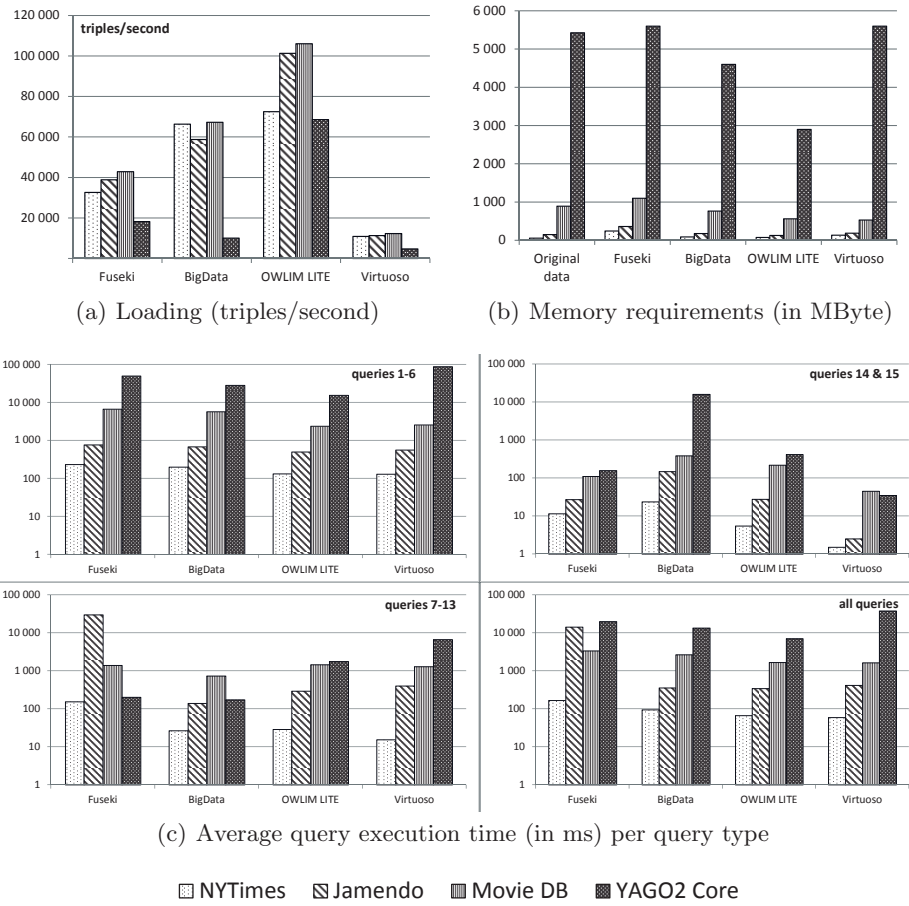 triples/second
120 000
100 000
80 000
60 000
40 000
20 000
Fuseki BigData OWLIM LITE Virtuoso
(a) Loading (triples/second)
6 000
5 000
4 000
3 000
2 000
1 000
0
Original data Fuseki BigData OWLIM LITE Virtuoso
(b) Memory requirements (in MByte)
queries 1-6
100 000
10 000
1 000
100
10
1
Fuseki BigData OWLIM LITE Virtuoso
queries 14 & 15
100 000
10 000
1 000
100
10
1
Fuseki BigData OWLIM LITE Virtuoso
queries 7-13
100 000
10 000
1 000
100
10
1
Fuseki BigData OWLIM LITE Virtuoso
all queries
100 000
10 000
1 000
100
10
1
Fuseki BigData OWLIM LITE Virtuoso
(c) Average query execution time (in ms) per query type
NYTimes Jamendo Movie DB YAGO2 Core